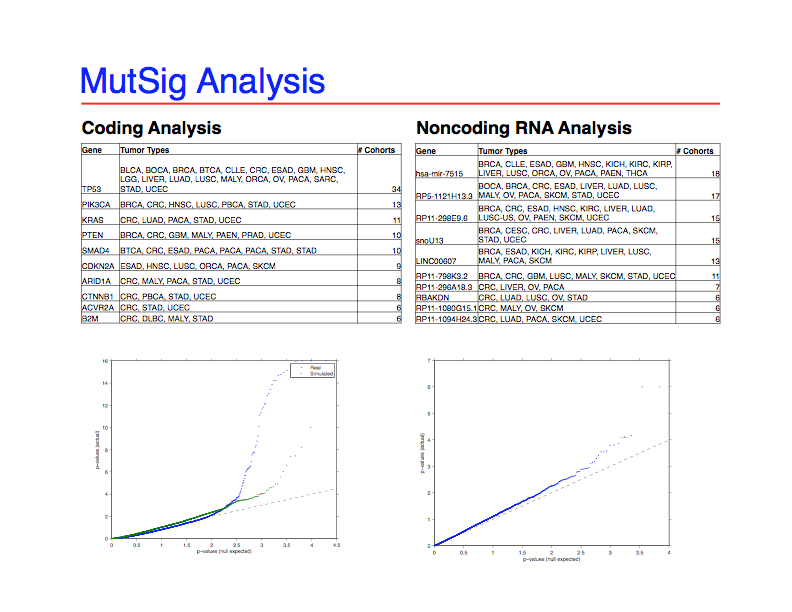 MutSig Analysis
Coding Analysis
Gene Tumor Types # Cohorts
BLCA, BOCA, BRCA, BTCA, CLLE, CRC, ESAD, GBM, HNSC,
LGG, LIVER, LUAD, LUSC, MALY, ORCA, OV, PACA, SARC,
TP53 STAD, UCEC 34
PIK3CA BRCA, CRC, HNSC, LUSC, PBCA, STAD, UCEC 13
KRAS CRC, LUAD, PACA, STAD, UCEC 11
PTEN BRCA, CRC, GBM, MALY, PAEN, PRAD, UCEC 10
SMAD4 BTCA, CRC, ESAD, PACA, PACA, PACA, STAD, STAD 10
CDKN2A ESAD, HNSC, LUSC, ORCA, PACA, SKCM 9
ARID1A CRC, MALY, PACA, STAD, UCEC 8
CTNNB1 CRC, PBCA, STAD, UCEC 8
ACVR2A CRC, STAD, UCEC 6
B2M CRC, DLBC, MALY, STAD 6
Noncoding RNA Analysis
Gene Tumor Types # Cohorts
BRCA, CLLE, ESAD, GBM, HNSC, KICH, KIRC, KIRP,
hsa-mir-7515 LIVER, LUSC, ORCA, OV, PACA, PAEN, THCA 18
BOCA, BRCA, CRC, ESAD, LIVER, LUAD, LUSC,
RP5-1121H13.3 MALY, OV, PACA, SKCM, STAD, UCEC 17
BRCA, CRC, ESAD, HNSC, KIRC, LIVER, LUAD,
RP11-298E9.6 LUSC-US, OV, PAEN, SKCM, UCEC 15
BRCA, CESC, CRC, LIVER, LUAD, PACA, SKCM,
snoU13 STAD, UCEC 15
BRCA, ESAD, KICH, KIRC, KIRP, LIVER, LUSC,
LINC00607 MALY, PACA, SKCM 13
RP11-798K3.2 BRCA, CRC, GBM, LUSC, MALY, SKCM, STAD, UCEC 11
RP11-296A18.3 CRC, LIVER, OV, PACA 7
RBAKDN CRC, LUAD, LUSC, OV, STAD 6
RP11-1080G15.1 CRC, MALY, OV, SKCM 6
RP11-1094H24.3 CRC, LUAD, PACA, SKCM, UCEC 6
16
14
12
10
8
6
4
2
0
p-values (actual)
Real
Simulated
0 0.5 1 1.5 2 2.5 3 3.5 4 4.5
p-values (null expected)
7
6
5
4
3
2
1
0
p-values (actual)
0 0.5 1 1.5 2 2.5 3 3.5 4
p-values (null expected)